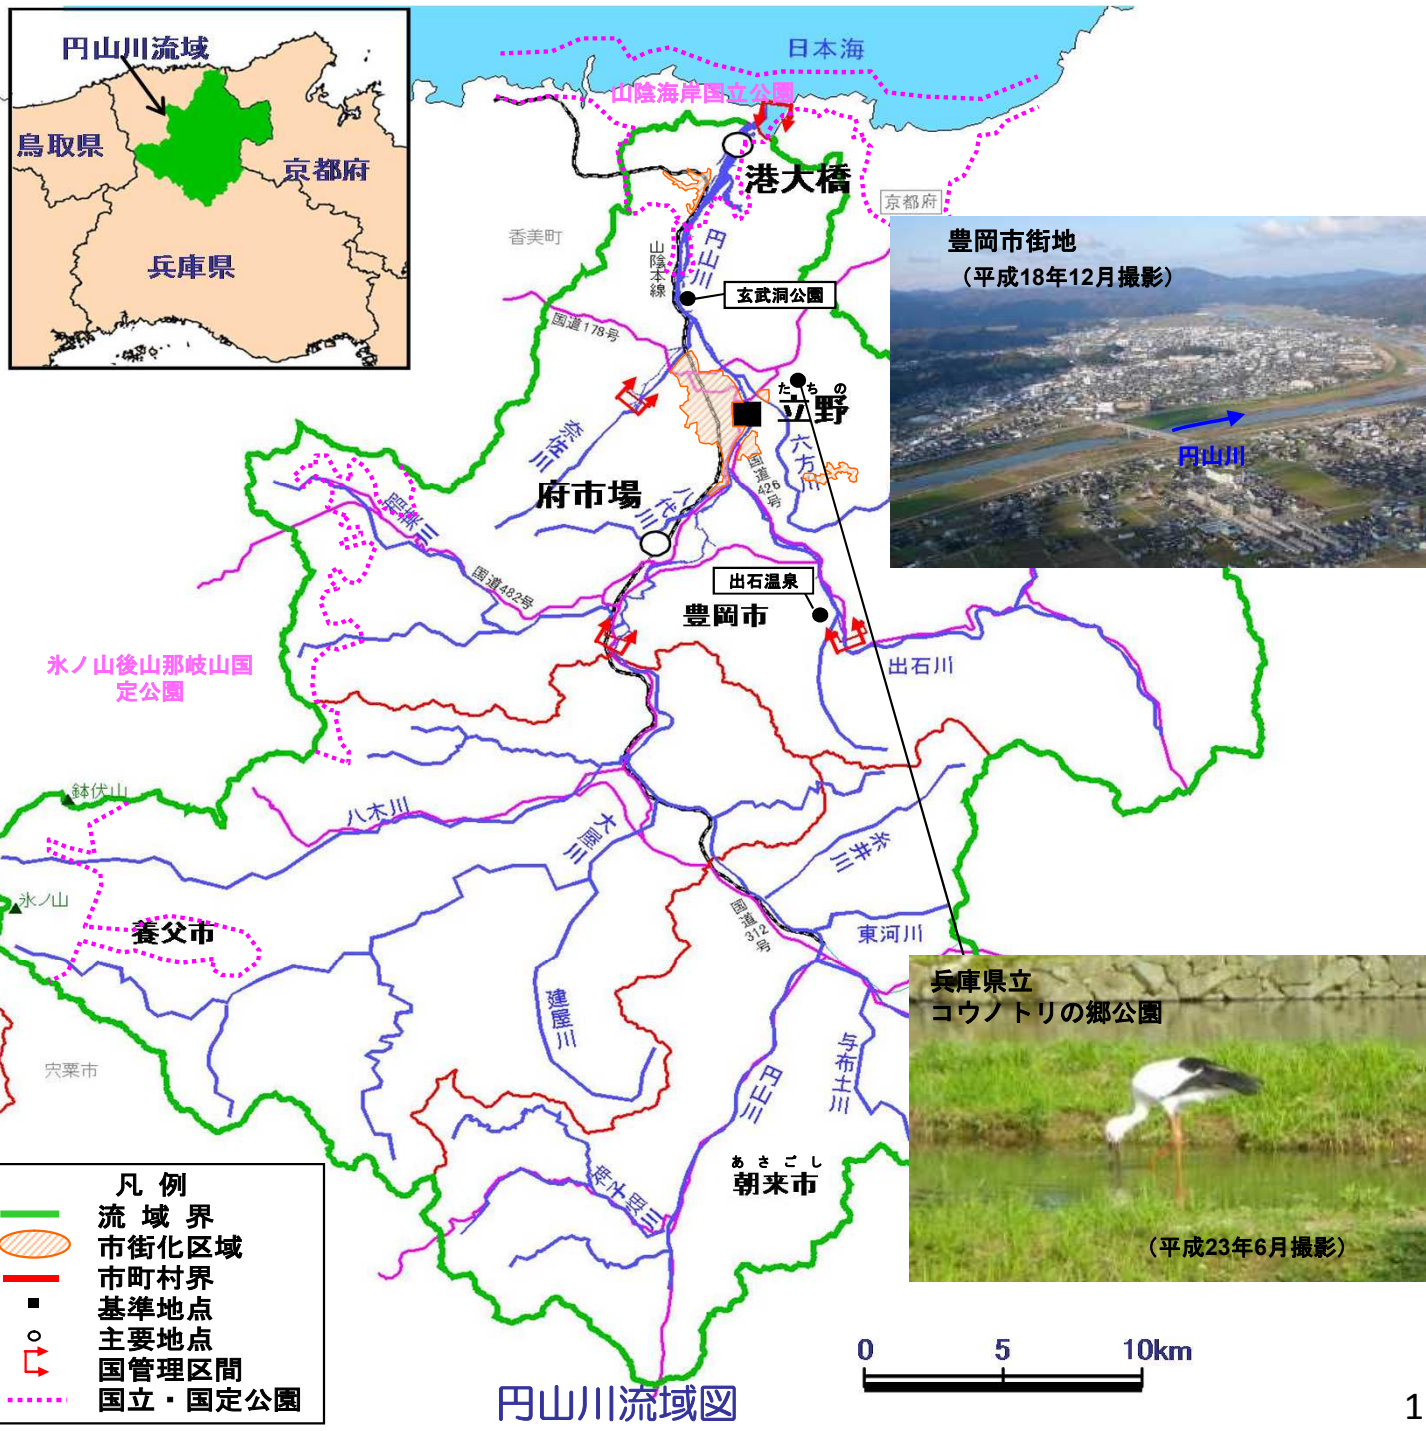 円山川流域
鳥取県
京都府
兵庫県
日本海
山陰海岸国立公園
港大橋
京都府
香美町
山陰本線
円山川
玄武洞公園
国道178号
豊岡市街地
（平成18年12月撮影）
円山川
たちの
立野
奈佐川
六方川
国道426号
府市場
八代川
稲葉川
国道482号
出石温泉
豊岡市
出石川
氷ノ山後山那岐山国
定公園
鉢伏山
八木川
大屋川
糸井川
氷ノ山
養父市
国道312号
東河川
兵庫県立
コウノトリの郷公園
（平成23年6月撮影）
建屋川
与布土川
円山川
宍粟市
あさごし
朝来市
凡例
流域界
市街化区域
市町村界
基準地点
主要地点
国管理区間
国立・国定公園
0 5 10km
円山川流域図
1